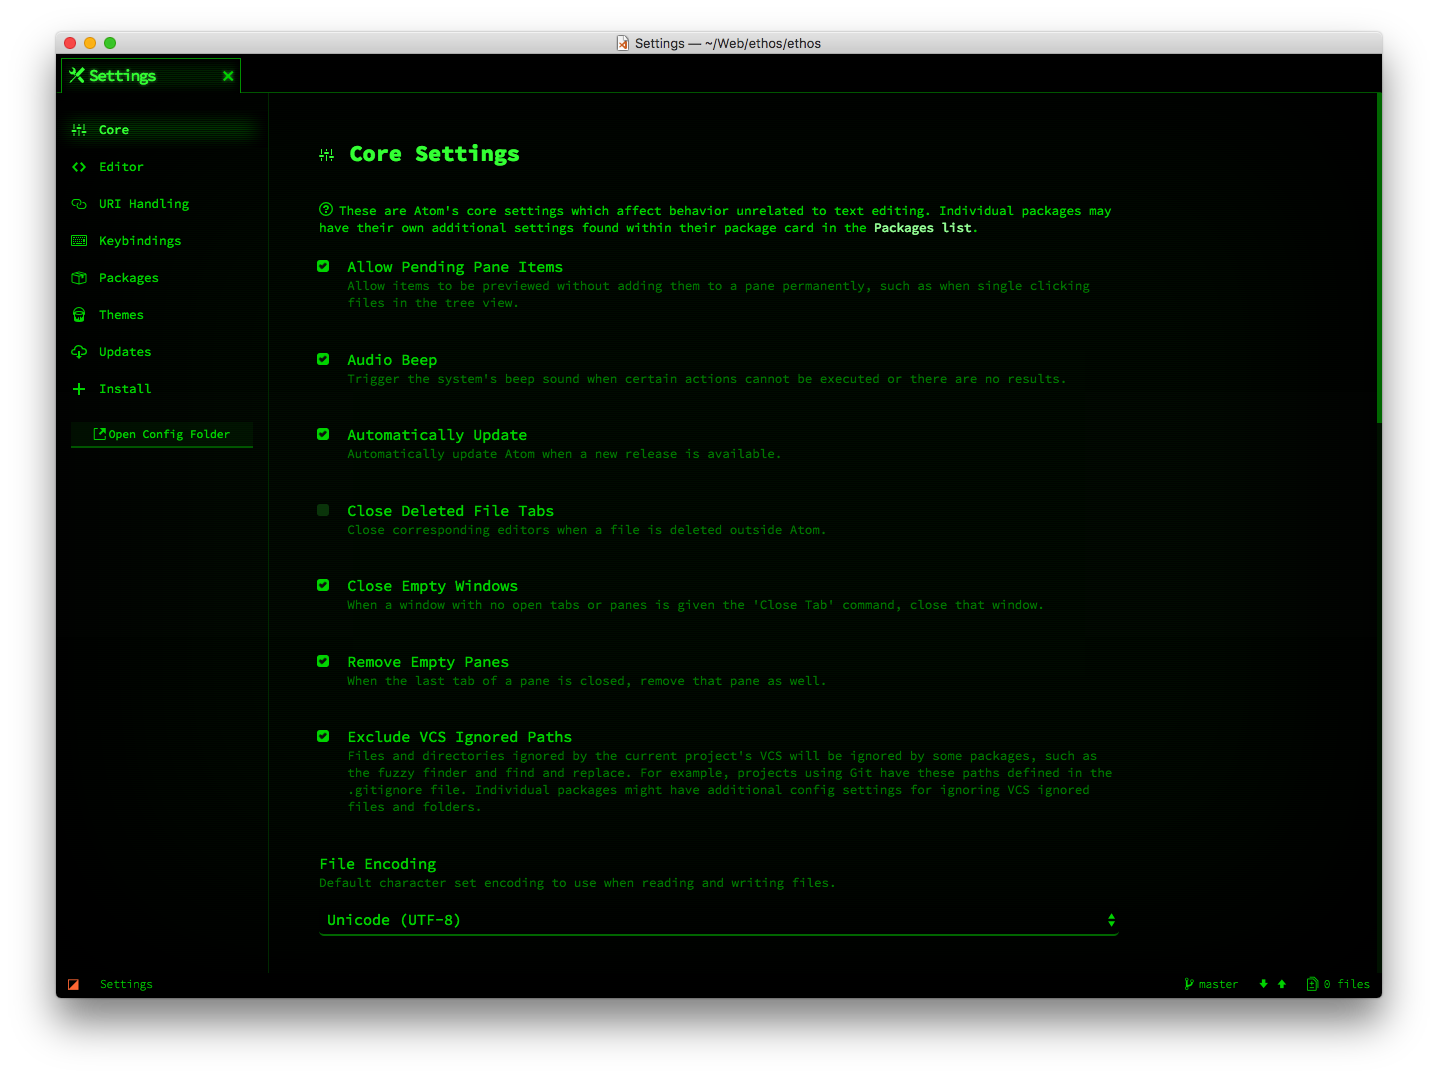 Settings — ~/Web/ethos/ethos
Settings
Core
Editor
URI Handling
Keybindings
Packages
Themes
Updates
Install
Open Config Folder
Core Settings
These are Atom's core settings which affect behavior unrelated to text editing. Individual packages may
have their own additional settings found within their package card in the Packages list.
Allow Pending Pane Items
Allow items to be previewed without adding them to a pane permanently, such as when single clicking
files in the tree view.
Audio Beep
Trigger the system's beep sound when certain actions cannot be executed or there are no results.
Automatically Update
Automatically update Atom when a new release is available.
Close Deleted File Tabs
Close corresponding editors when a file is deleted outside Atom.
Close Empty Windows
When a window with no open tabs or panes is given the 'Close Tab' command, close that window.
Remove Empty Panes
When the last tab of a pane is closed, remove that pane as well.
Exclude VCS Ignored Paths
Files and directories ignored by the current project's VCS will be ignored by some packages, such as
the fuzzy finder and find and replace. For example, projects using Git have these paths defined in the
.gitignore file. Individual packages might have additional config settings for ignoring VCS ignored
files and folders.
File Encoding
Default character set encoding to use when reading and writing files.
Unicode (UTF-8)
Settings
master
0 files